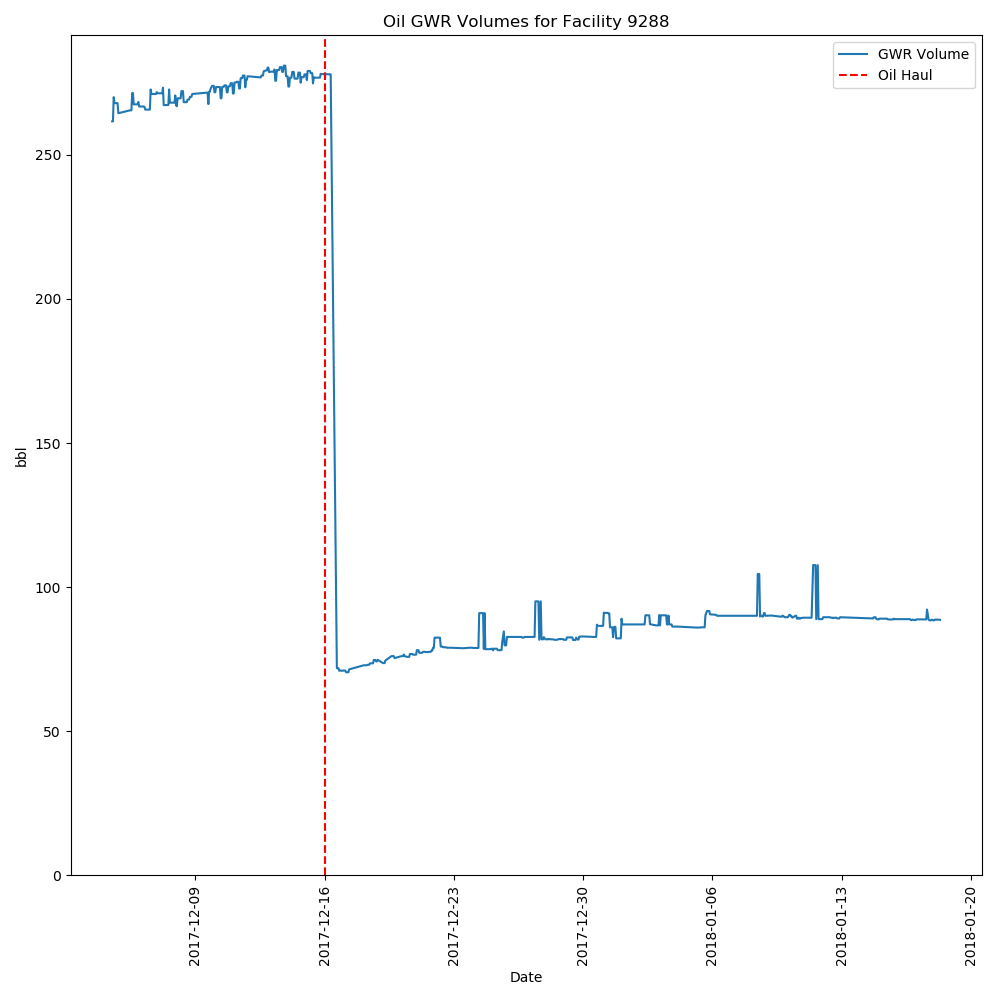 Oil GWR Volumes for Facility 9288
GWR Volume
Oil Haul
250
200
150
100
50
0
bbl
2017-12-09
2017-12-16
2017-12-23
2017-12-30
2018-01-06
2018-01-13
2018-01-20
Date